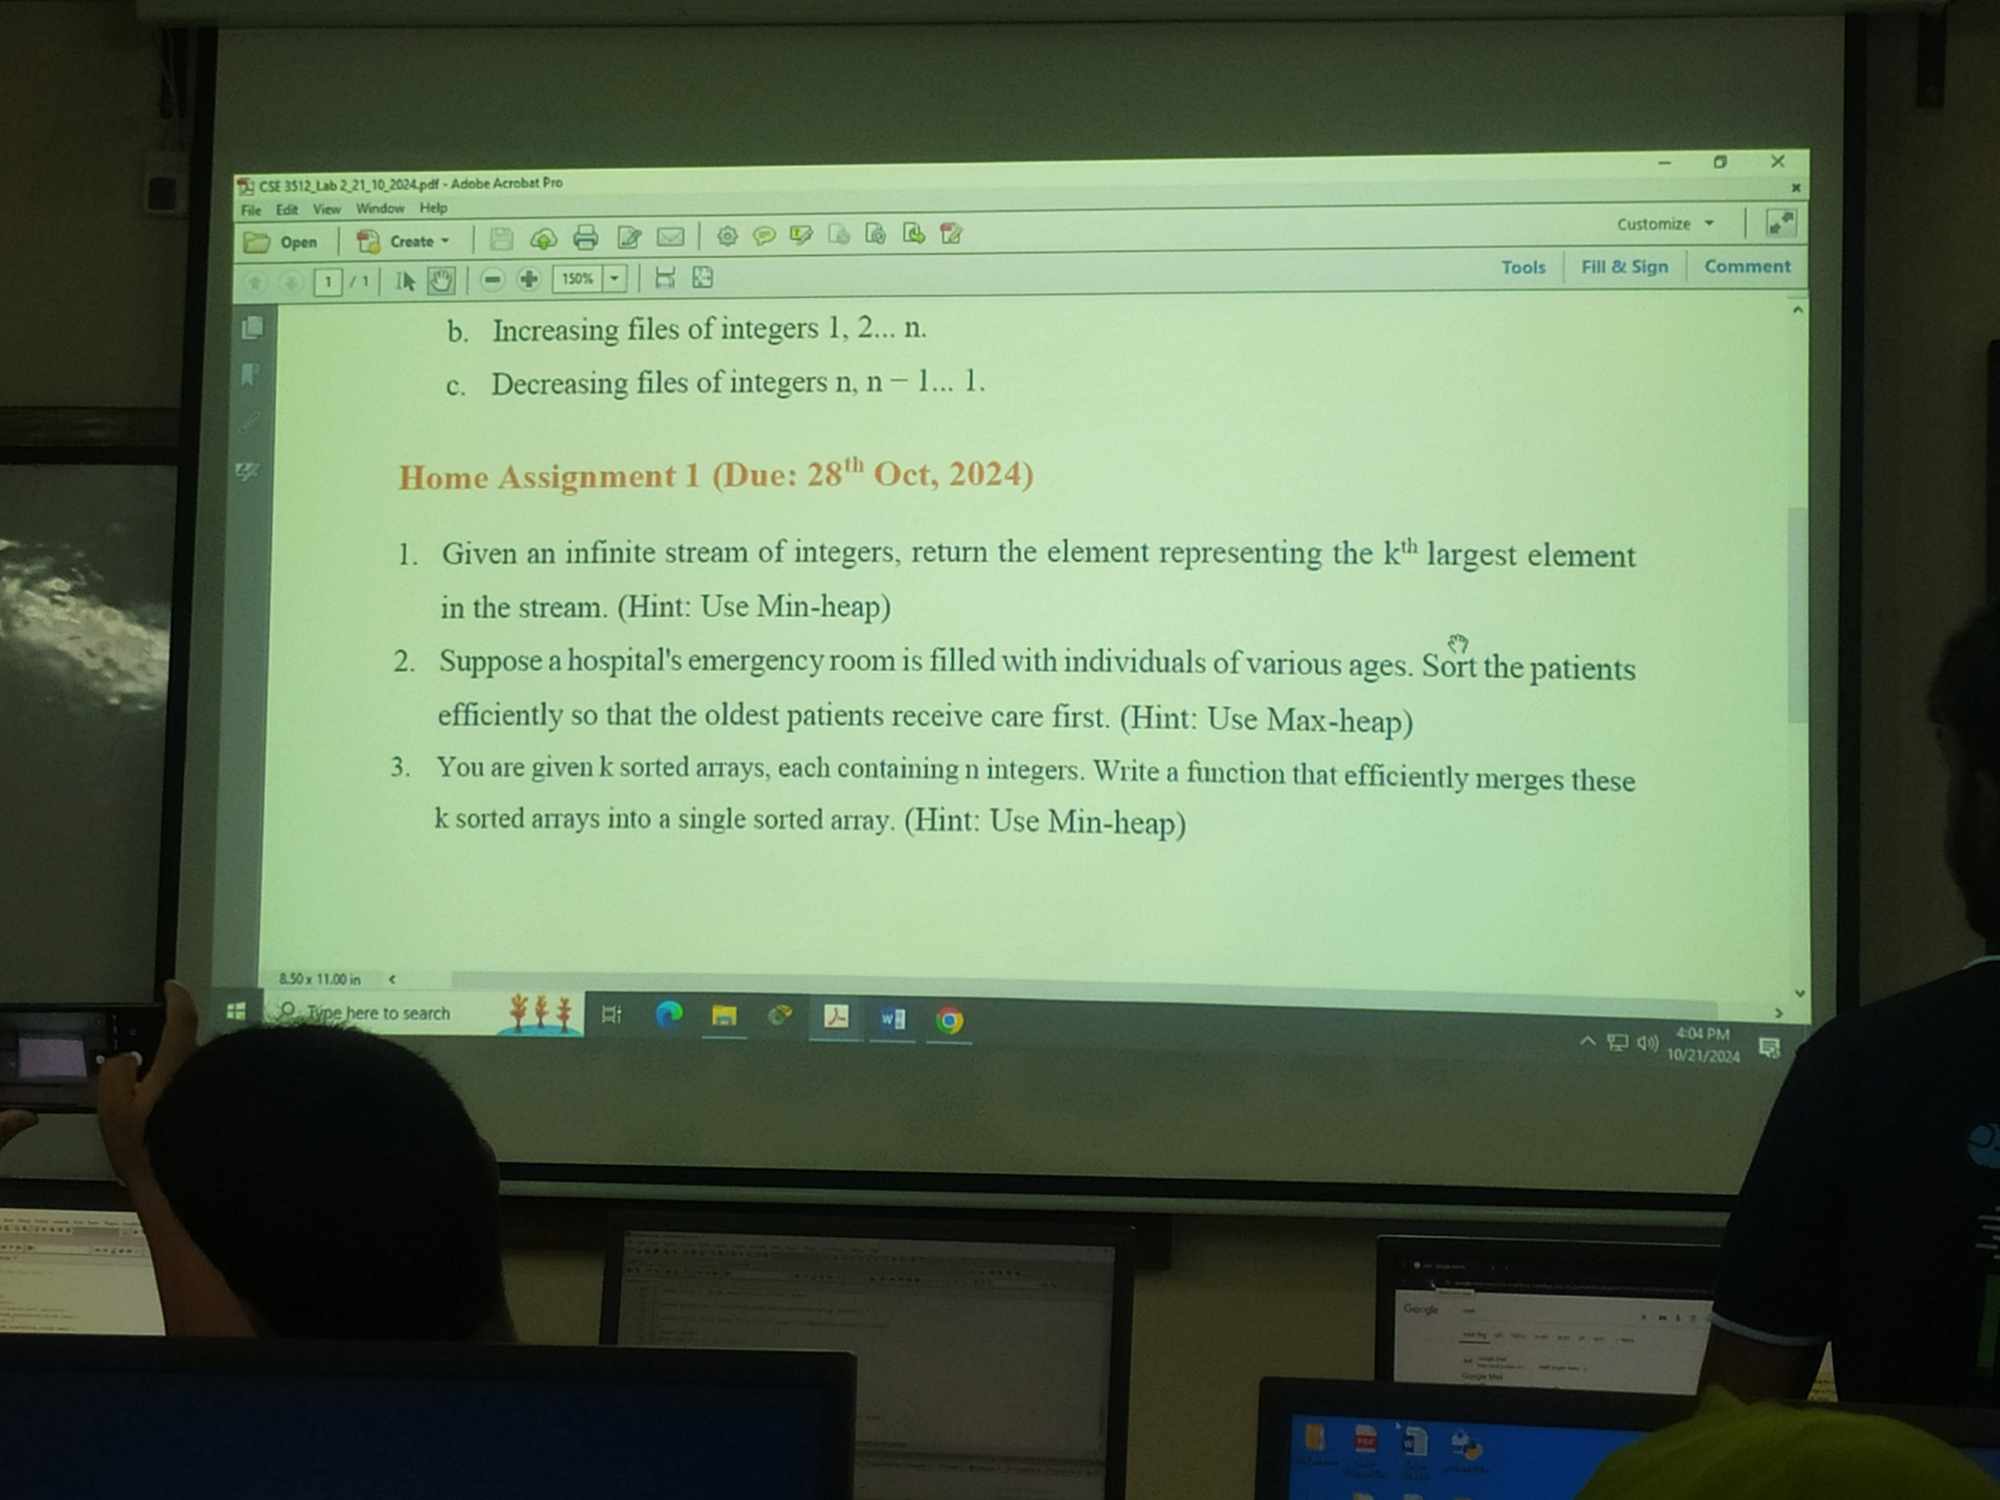 CSE 3512_Lab 2_21_10_2024.pdf - Adobe Acrobat Pro
File Edit View Window Help
Open Create Customize
1 / 1 150% Tools Fill & Sign Comment
b. Increasing files of integers 1, 2... n.
c. Decreasing files of integers n, n – 1... 1.
Home Assignment 1 (Due: 28th Oct, 2024)
1. Given an infinite stream of integers, return the element representing the kth largest element
in the stream. (Hint: Use Min-heap)
2. Suppose a hospital's emergency room is filled with individuals of various ages. Sort the patients
efficiently so that the oldest patients receive care first. (Hint: Use Max-heap)
3. You are given k sorted arrays, each containing n integers. Write a function that efficiently merges these
k sorted arrays into a single sorted array. (Hint: Use Min-heap)
8.50 x 11.00 in
Type here to search
4:04 PM
10/21/2024
Google